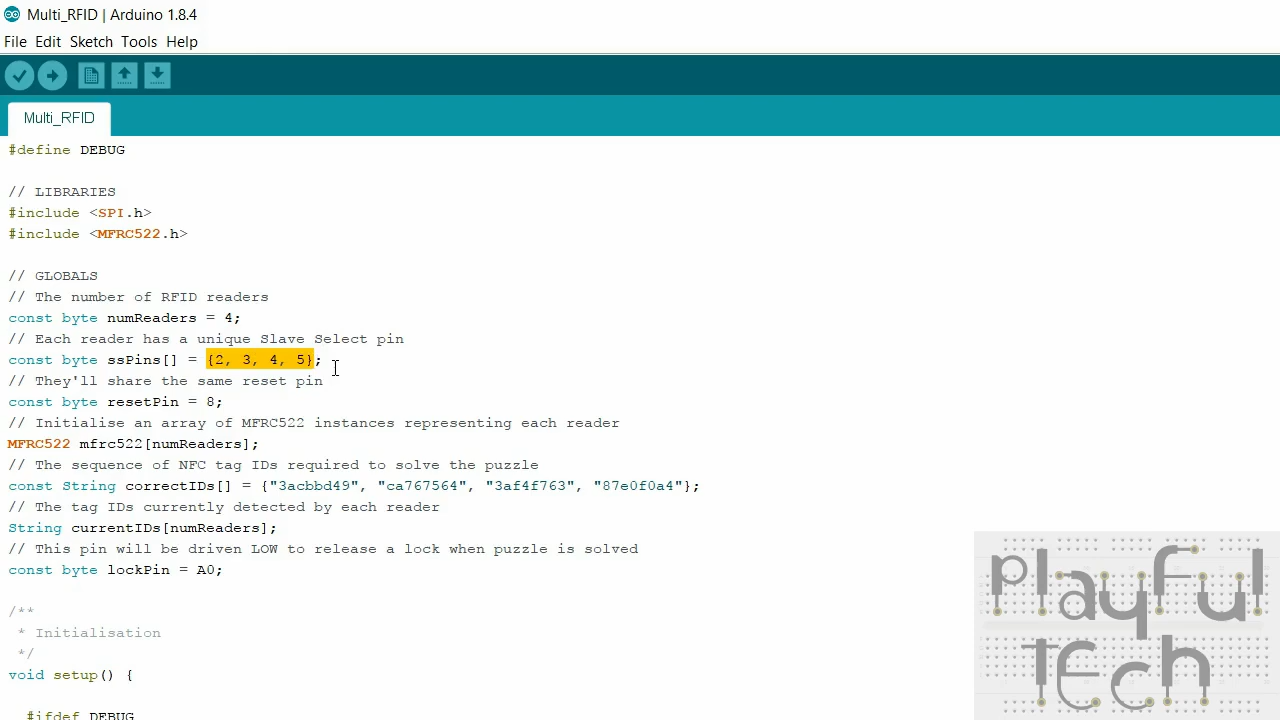 Multi_RFID | Arduino 1.8.4
File Edit Sketch Tools Help
Multi_RFID
#define DEBUG
// LIBRARIES
#include <SPI.h>
#include <MFRC522.h>
// GLOBALS
// The number of RFID readers
const byte numReaders = 4;
// Each reader has a unique Slave Select pin
const byte ssPins[] = {2, 3, 4, 5};
// They'll share the same reset pin
const byte resetPin = 8;
// Initialise an array of MFRC522 instances representing each reader
MFRC522 mfrc522[numReaders];
// The sequence of NFC tag IDs required to solve the puzzle
const String correctIDs[] = {"3acbbd49", "ca767564", "3af4f763", "87e0f0a4"};
// The tag IDs currently detected by each reader
String currentIDs[numReaders];
// This pin will be driven LOW to release a lock when puzzle is solved
const byte lockPin = A0;
/**
 * Initialisation
 */
void setup() {
#ifdef DEBUG
playful
tech